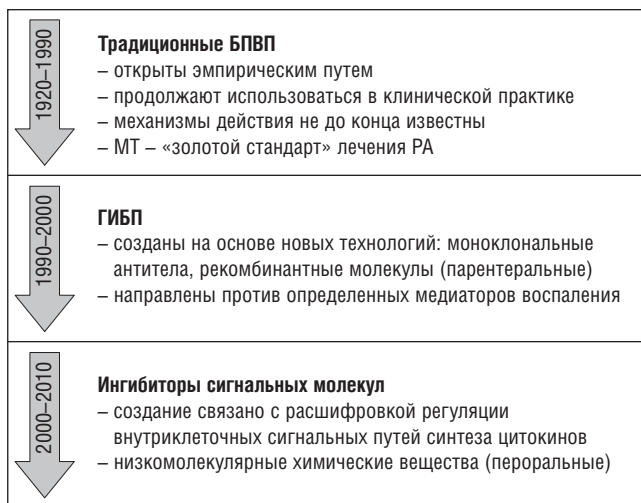 1920–1990
Традиционные БПВП
– открыты эмпирическим путем
– продолжают использоваться в клинической практике
– механизмы действия не до конца известны
– МТ – «золотой стандарт» лечения РА
1990–2000
ГИБП
– созданы на основе новых технологий: моноклональные
антитела, рекомбинантные молекулы (парентеральные)
– направлены против определенных медиаторов воспаления
2000–2010
Ингибиторы сигнальных молекул
– создание связано с расшифровкой регуляции
внутриклеточных сигнальных путей синтеза цитокинов
– низкомолекулярные химические вещества (пероральные)